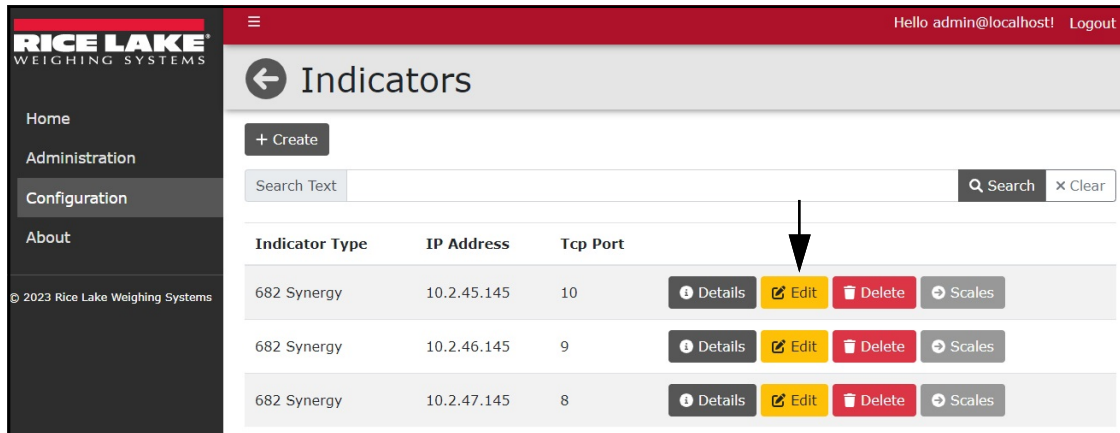 RICE LAKE
WEIGHING SYSTEMS
Home
Administration
Configuration
About
© 2023 Rice Lake Weighing Systems
Hello admin@localhost! Logout
Indicators
+ Create
Search Text Search × Clear
Indicator Type IP Address Tcp Port
682 Synergy 10.2.45.145 10 Details Edit Delete Scales
682 Synergy 10.2.46.145 9 Details Edit Delete Scales
682 Synergy 10.2.47.145 8 Details Edit Delete Scales